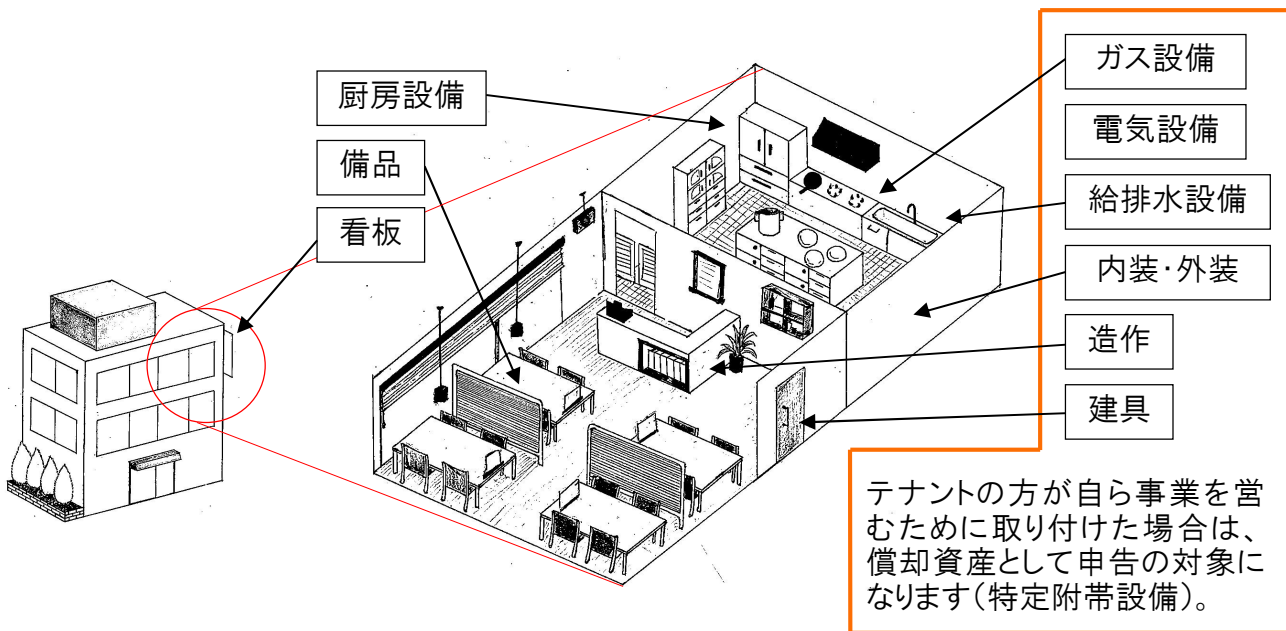 厨房設備
備品
看板
ガス設備
電気設備
給排水設備
内装・外装
造作
建具
テナントの方が自ら事業を営
むために取り付けた場合は、
償却資産として申告の対象に
なります(特定附帯設備)。